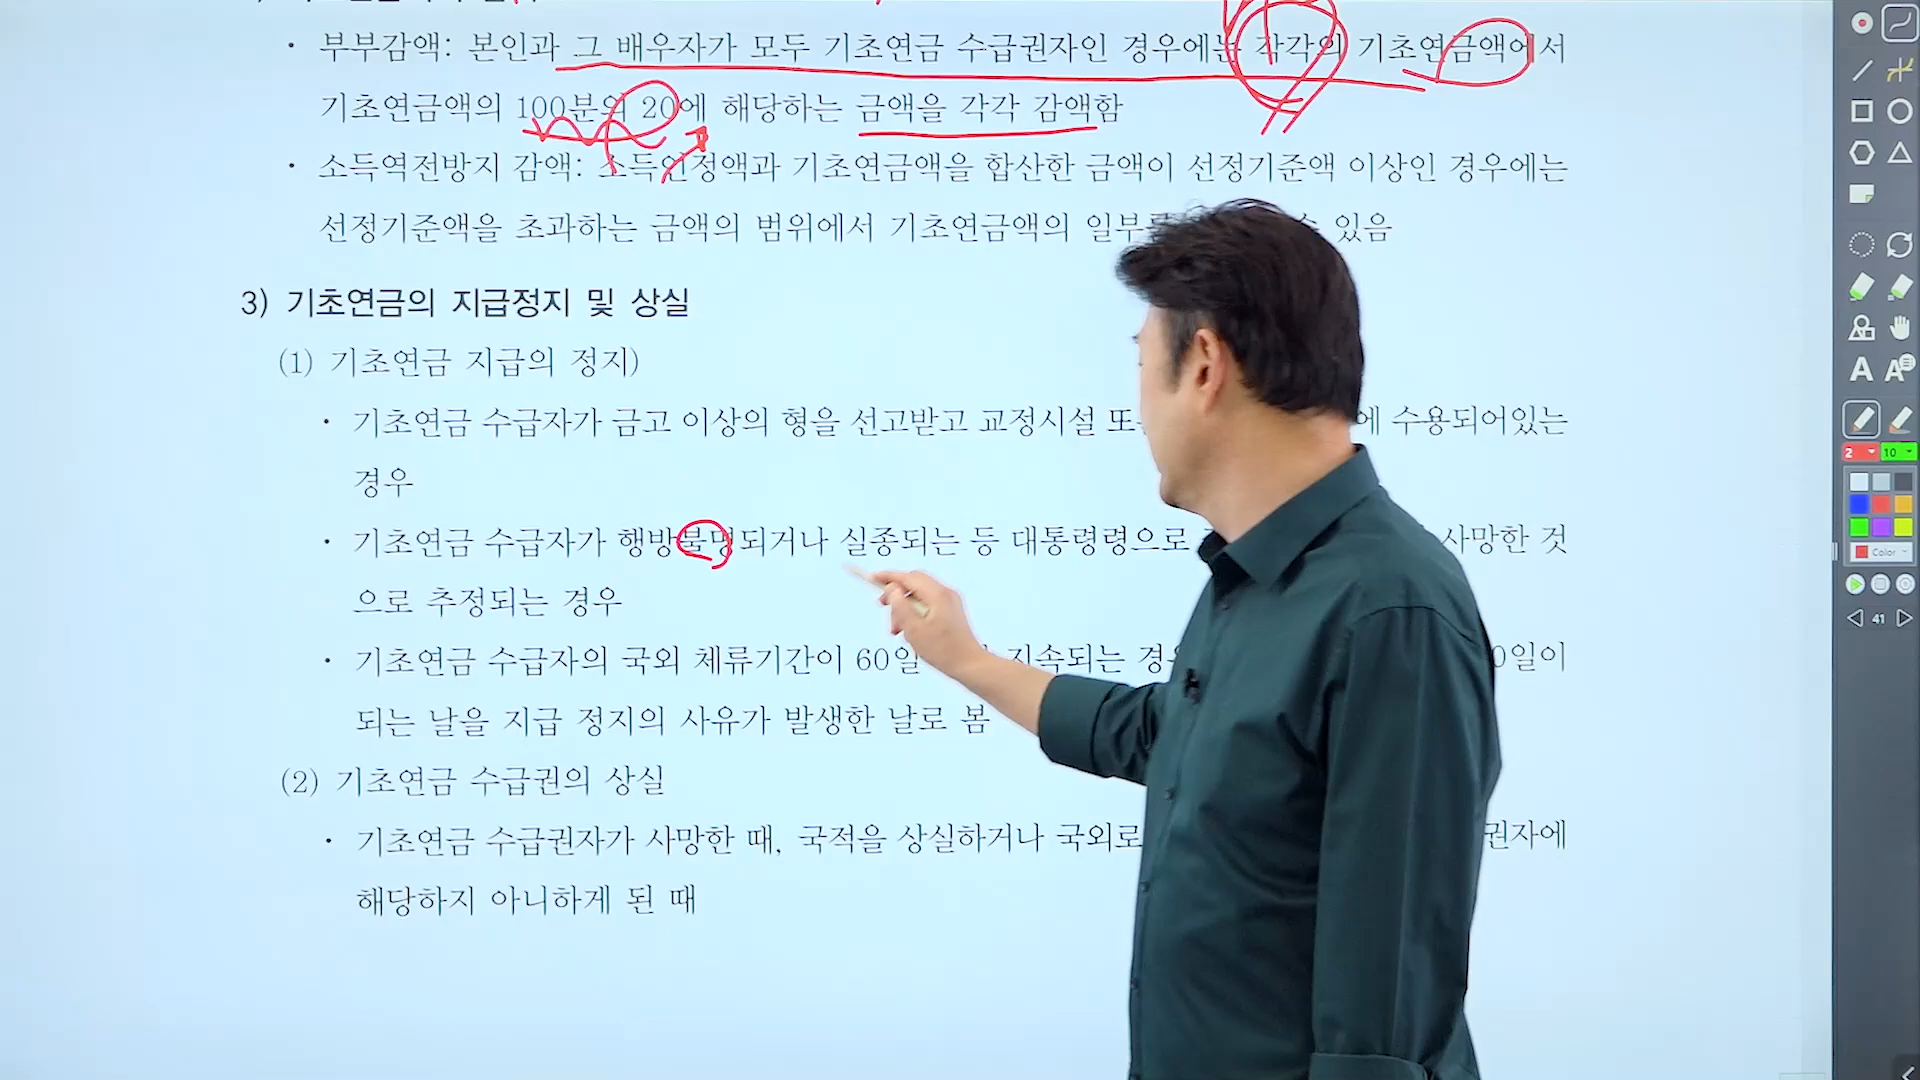 · 부부감액: 본인과 그 배우자가 모두 기초연금 수급권자인 경우에는 각각의 기초연금액에서
기초연금액의 100분의 20에 해당하는 금액을 각각 감액함
· 소득역전방지 감액: 소득인정액과 기초연금액을 합산한 금액이 선정기준액 이상인 경우에는
선정기준액을 초과하는 금액의 범위에서 기초연금액의 일부를 있음
3) 기초연금의 지급정지 및 상실
(1) 기초연금 지급의 정지)
· 기초연금 수급자가 금고 이상의 형을 선고받고 교정시설 에 수용되어있는
경우
· 기초연금 수급자가 행방불명되거나 실종되는 등 대통령령으로 사망한 것
으로 추정되는 경우
· 기초연금 수급자의 국외 체류기간이 60일 지속되는
되는 날을 지급 정지의 사유가 발생한 날로 봄
(2) 기초연금 수급권의 상실
· 기초연금 수급권자가 사망한 때, 국적을 상실하거나 국외로
해당하지 아니하게 된 때
2
10
Color
41